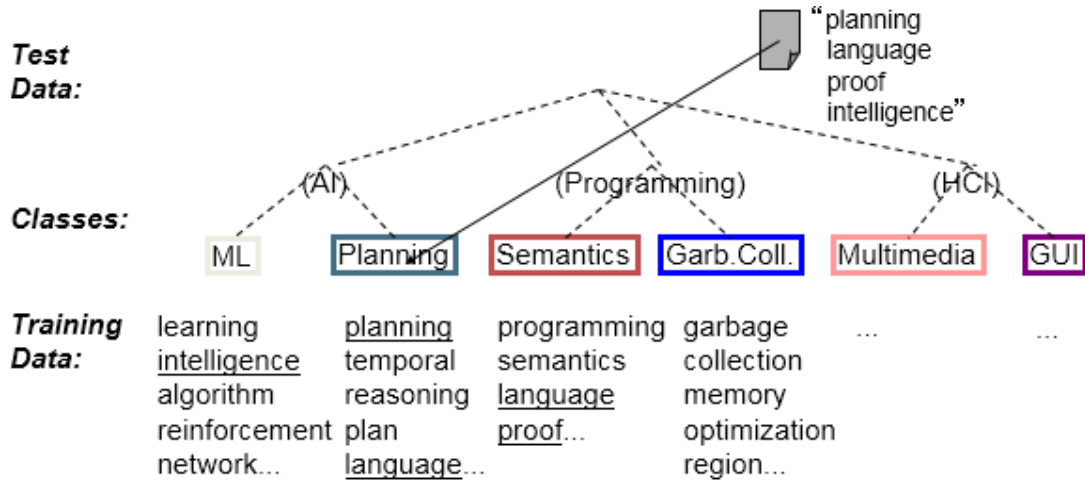 Test
Data:
“planning
language
proof
intelligence”
(AI)
(Programming)
(HCI)
Classes:
ML
Planning
Semantics
Garb.Coll.
Multimedia
GUI
Training
Data:
learning
intelligence
algorithm
reinforcement
network...
planning
temporal
reasoning
plan
language...
programming
semantics
language
proof...
garbage
collection
memory
optimization
region...
...
...